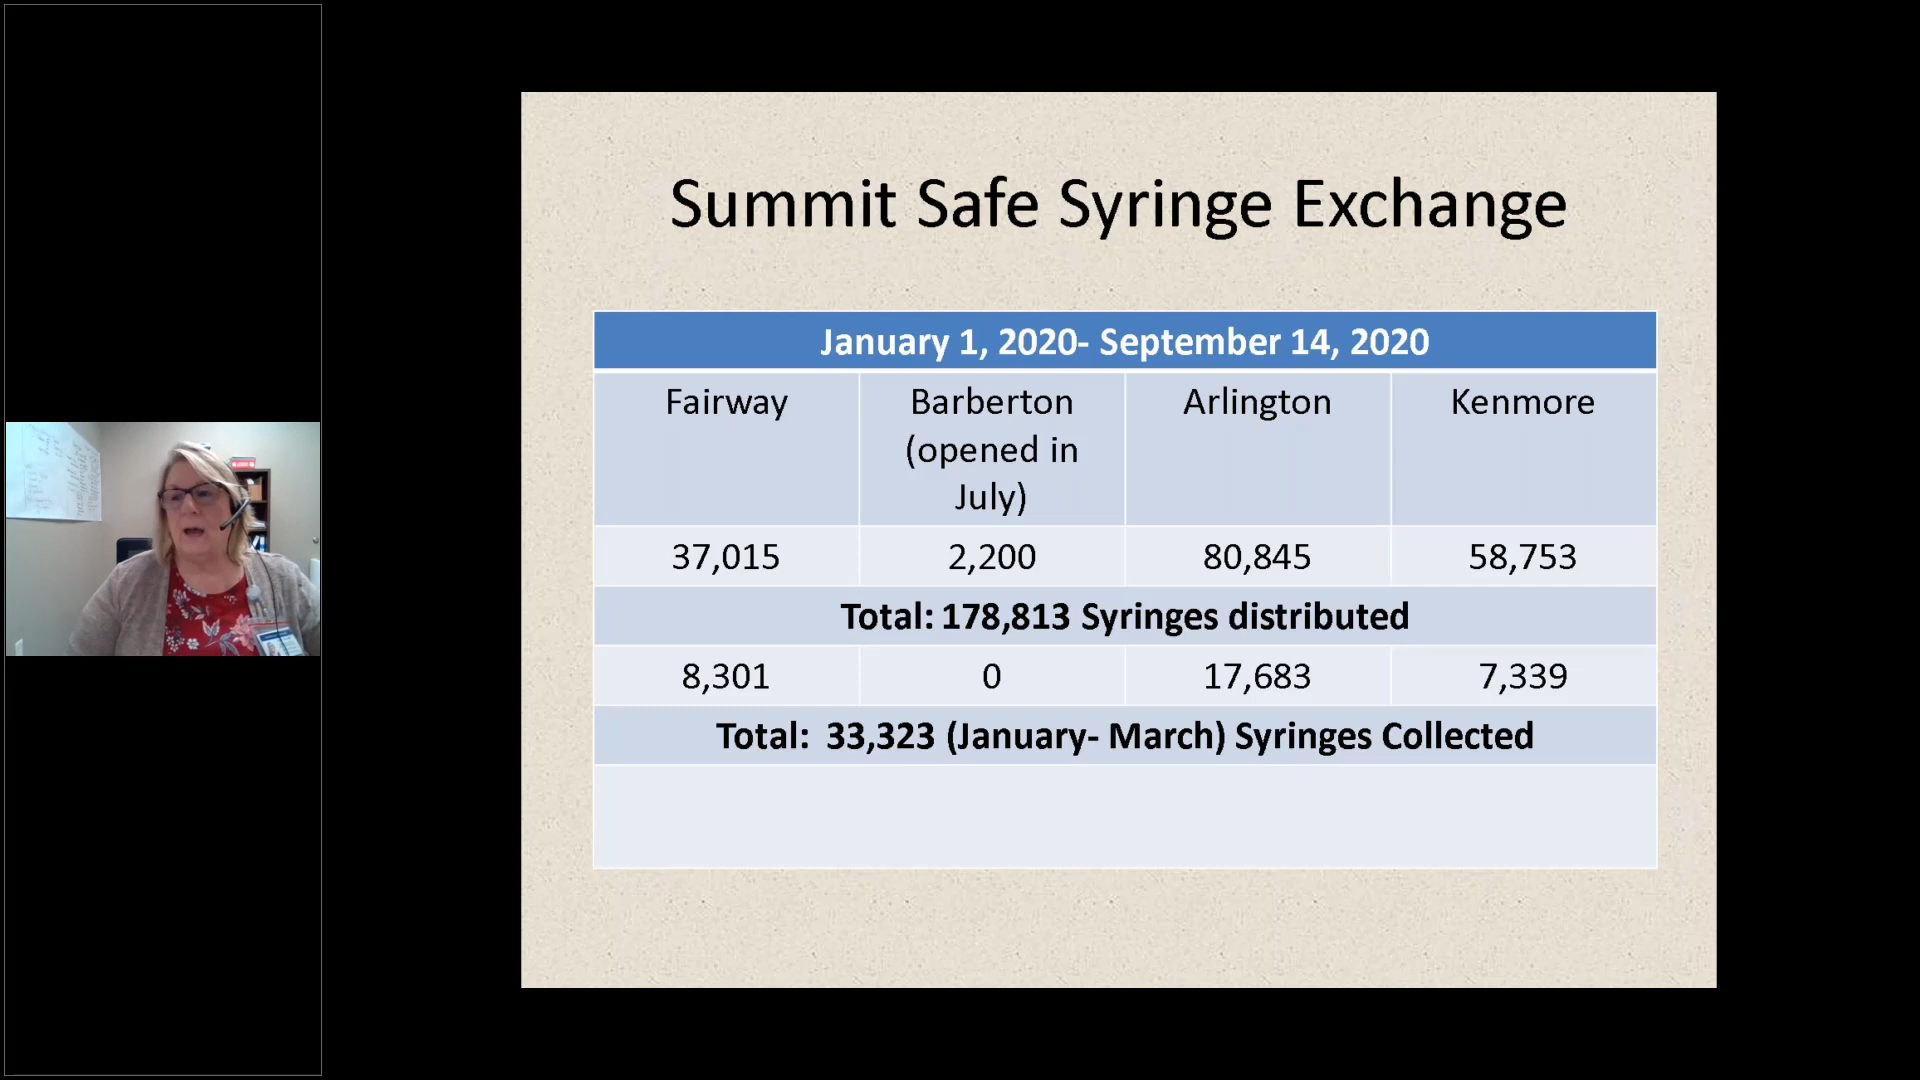 Summit Safe Syringe Exchange
January 1, 2020- September 14, 2020
Fairway
Barberton
(opened in
July)
Arlington
Kenmore
37,015
2,200
80,845
58,753
Total: 178,813 Syringes distributed
8,301
0
17,683
7,339
Total:  33,323 (January- March) Syringes Collected